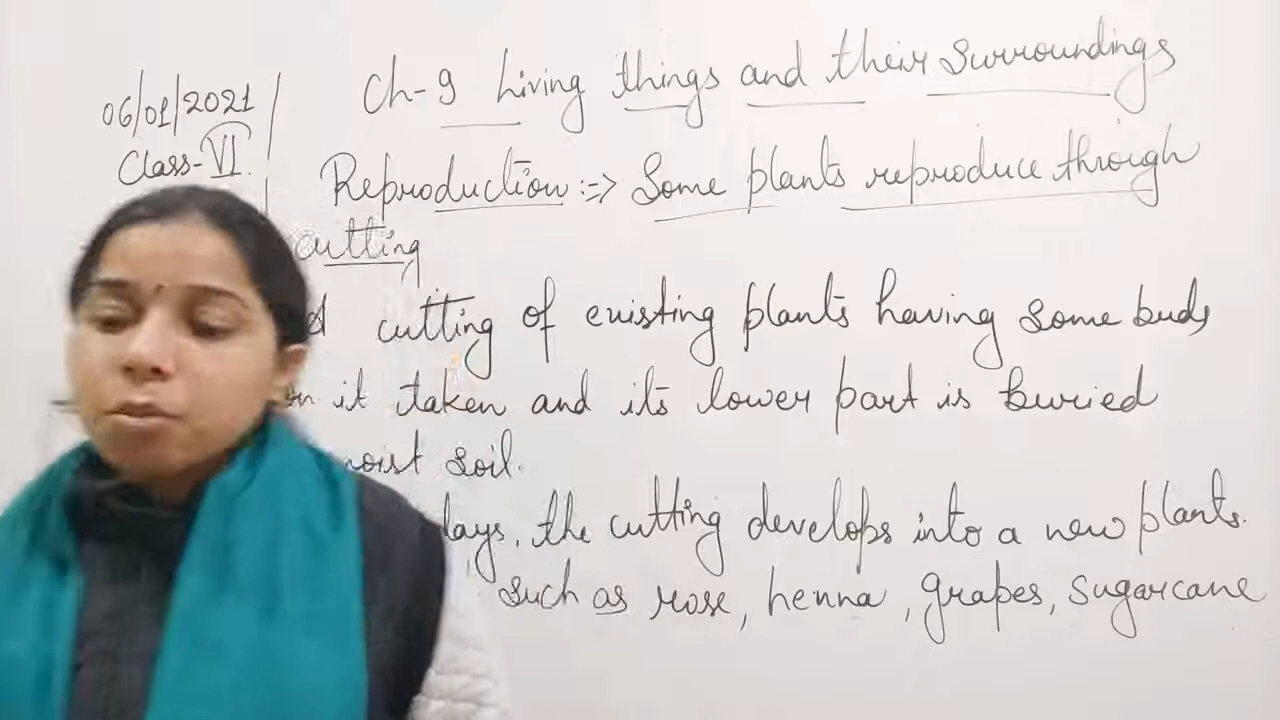 06/01/2021
Class-VI.
Ch-9 Living things and their surroundings
Reproduction :=> Some plants reproduce through
cutting
A cutting of existing plants having some buds
on it taken and its lower part is buried
moist soil.
days, the cutting develops into a new plants.
such as rose, henna, grapes, sugarcane